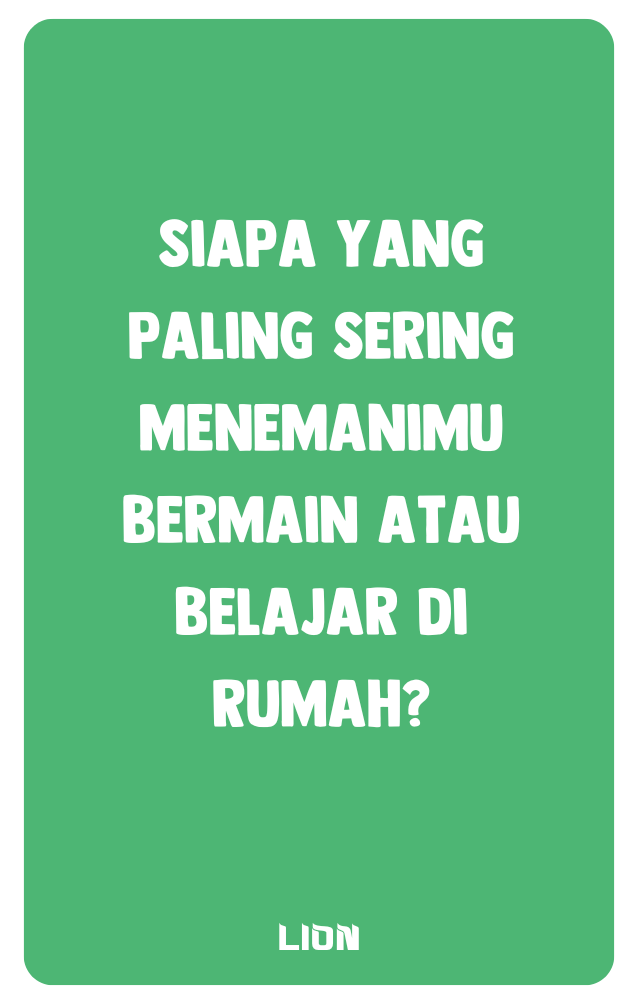 SIAPA YANG
PALING SERING
MENEMANIMU
BERMAIN ATAU
BELAJAR DI
RUMAH?
LION